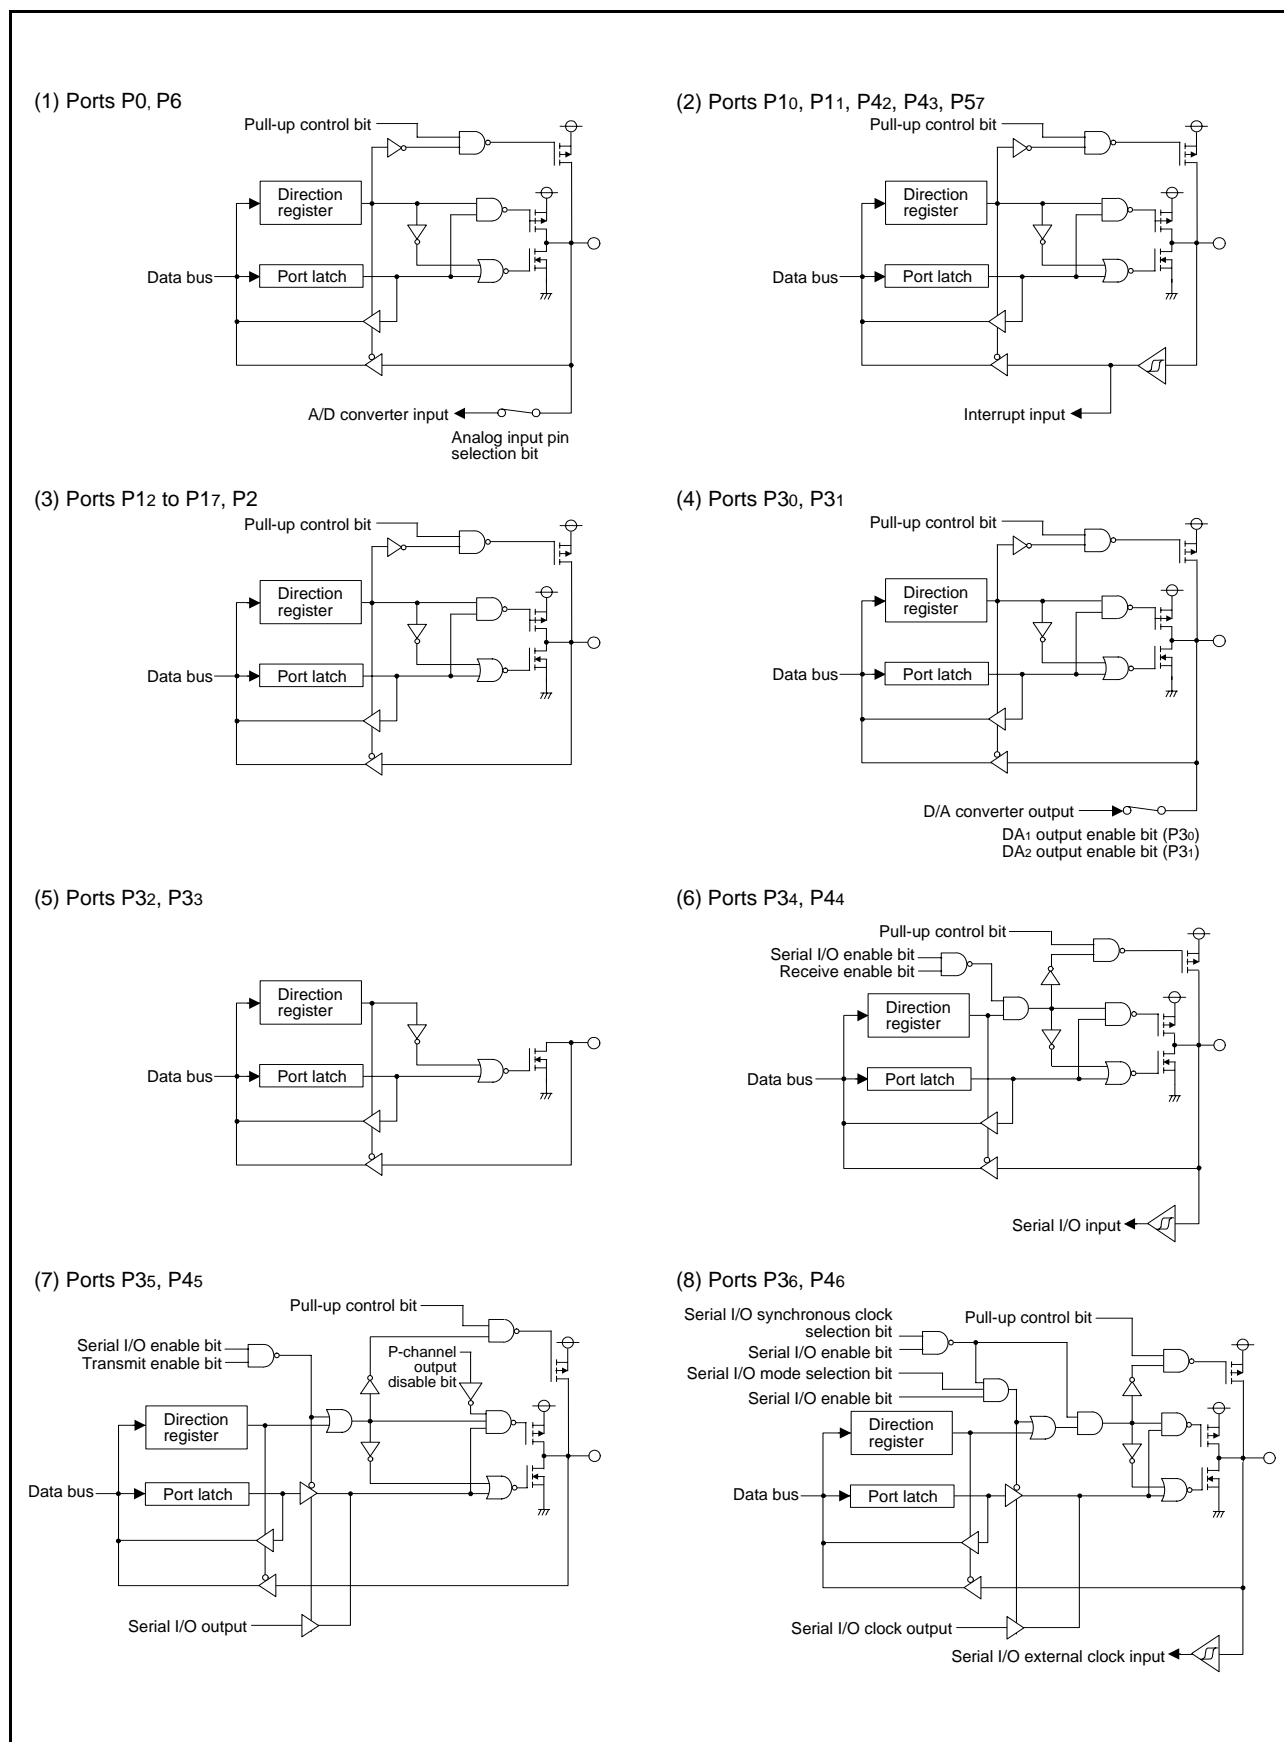 (1) Ports P0, P6
Pull-up control bit
Direction
register
Data bus
Port latch
A/D converter input
Analog input pin
selection bit
(2) Ports P10, P11, P42, P43, P57
Pull-up control bit
Direction
register
Data bus
Port latch
Interrupt input
(3) Ports P12 to P17, P2
Pull-up control bit
Direction
register
Data bus
Port latch
(4) Ports P30, P31
Pull-up control bit
Direction
register
Data bus
Port latch
D/A converter output
DA1 output enable bit (P30)
DA2 output enable bit (P31)
(5) Ports P32, P33
Direction
register
Data bus
Port latch
(6) Ports P34, P44
Pull-up control bit
Serial I/O enable bit
Receive enable bit
Direction
register
Data bus
Port latch
Serial I/O input
(7) Ports P35, P45
Pull-up control bit
Serial I/O enable bit
Transmit enable bit
P-channel
output
disable bit
Direction
register
Data bus
Port latch
Serial I/O output
(8) Ports P36, P46
Serial I/O synchronous clock
selection bit
Serial I/O enable bit
Pull-up control bit
Serial I/O mode selection bit
Serial I/O enable bit
Direction
register
Data bus
Port latch
Serial I/O clock output
Serial I/O external clock input